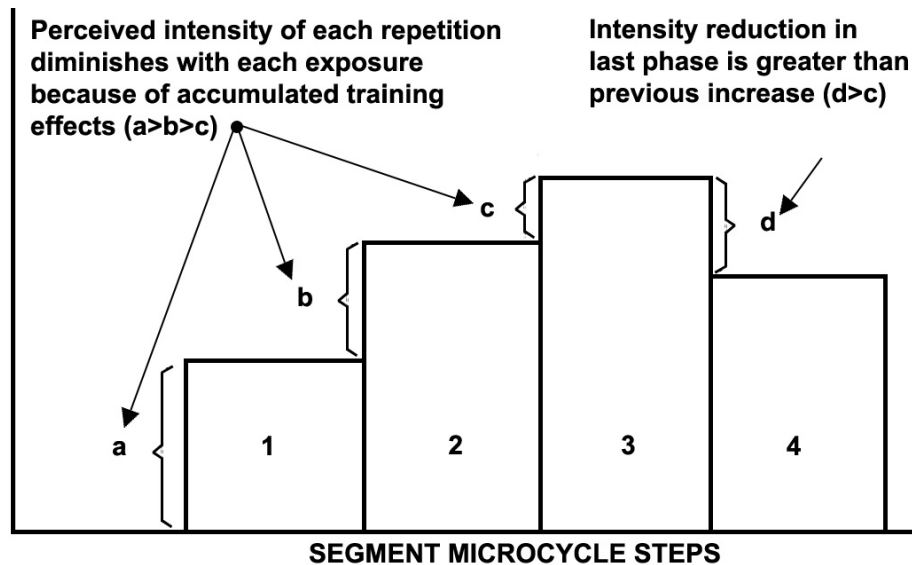 Perceived intensity of each repetition
diminishes with each exposure
because of accumulated training
effects (a>b>c)
Intensity reduction in
last phase is greater than
previous increase (d>c)
c
d
b
a
1
2
3
4
SEGMENT MICROCYCLE STEPS